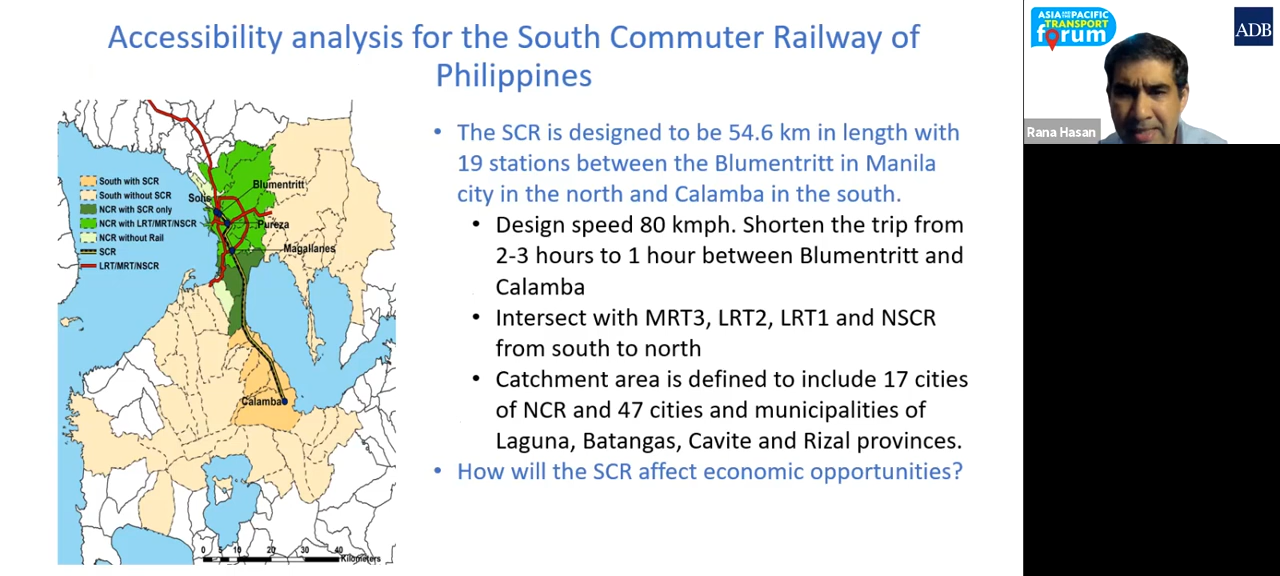 Accessibility analysis for the South Commuter Railway of
Philippines
South with SCR
South without SCR
NCR with SCR only
NCR with LRT/MRT/NSCR
NCR without Rail
SCR
LRT/MRT/NSCR
Blumentritt
Solis
Pureza
Magallanes
Calamba
0 5 10 20 30 40
Kilometers
• The SCR is designed to be 54.6 km in length with
19 stations between the Blumentritt in Manila
city in the north and Calamba in the south.
• Design speed 80 kmph. Shorten the trip from
2-3 hours to 1 hour between Blumentritt and
Calamba
• Intersect with MRT3, LRT2, LRT1 and NSCR
from south to north
• Catchment area is defined to include 17 cities
of NCR and 47 cities and municipalities of
Laguna, Batangas, Cavite and Rizal provinces.
• How will the SCR affect economic opportunities?
ASIA AND THE PACIFIC
TRANSPORT
forum
ADB
Rana Hasan